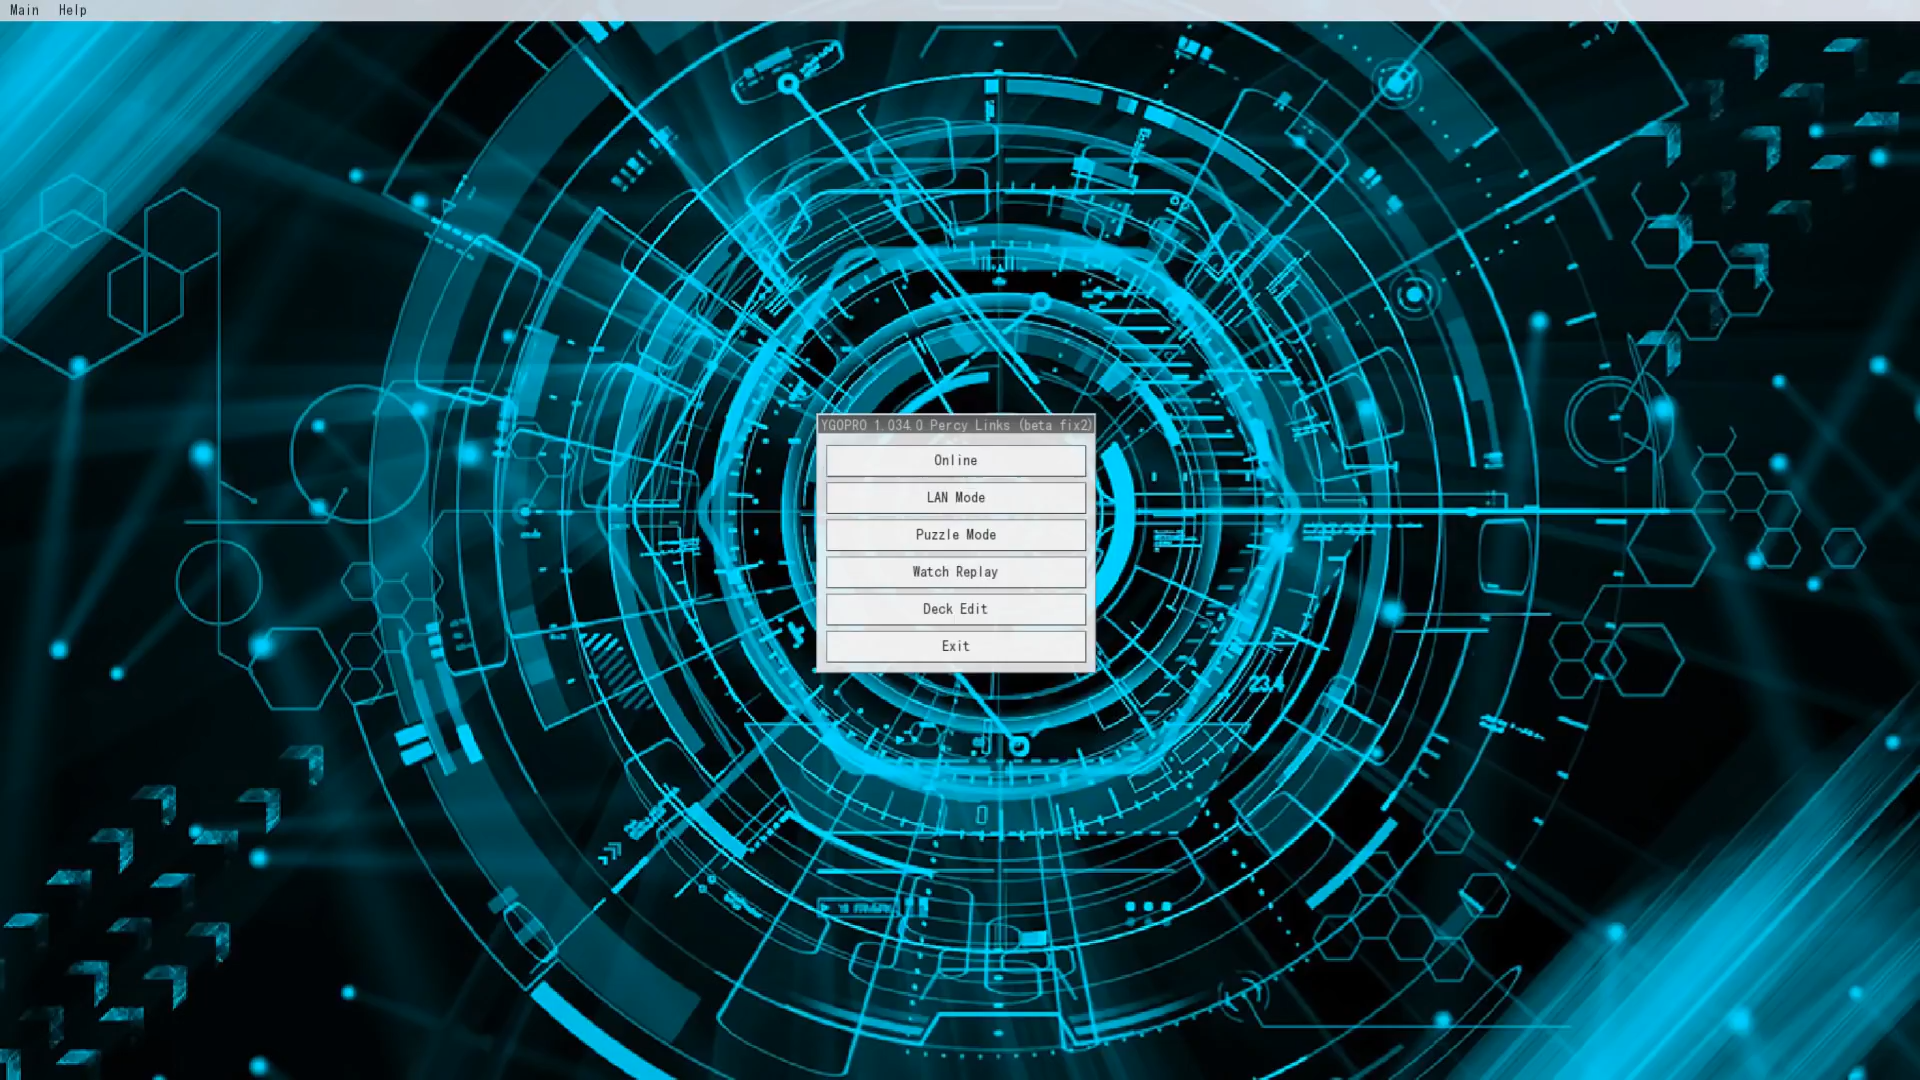 Main Help
YGOPRO 1.034.0 Percy Links (beta fix2)
Online
LAN Mode
Puzzle Mode
Watch Replay
Deck Edit
Exit
234